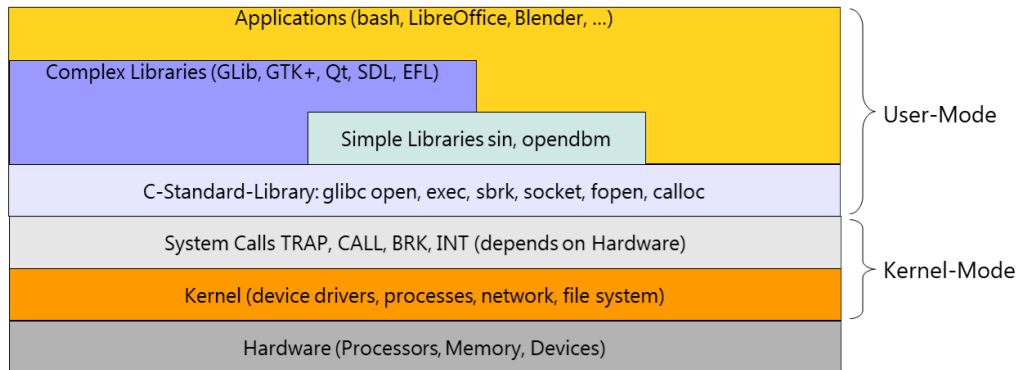 Applications (bash, LibreOffice, Blender, ...)
Complex Libraries (GLib, GTK+, Qt, SDL, EFL)
Simple Libraries sin, opendbm
C-Standard-Library: glibc open, exec, sbrk, socket, fopen, calloc
User-Mode
System Calls TRAP, CALL, BRK, INT (depends on Hardware)
Kernel (device drivers, processes, network, file system)
Kernel-Mode
Hardware (Processors, Memory, Devices)